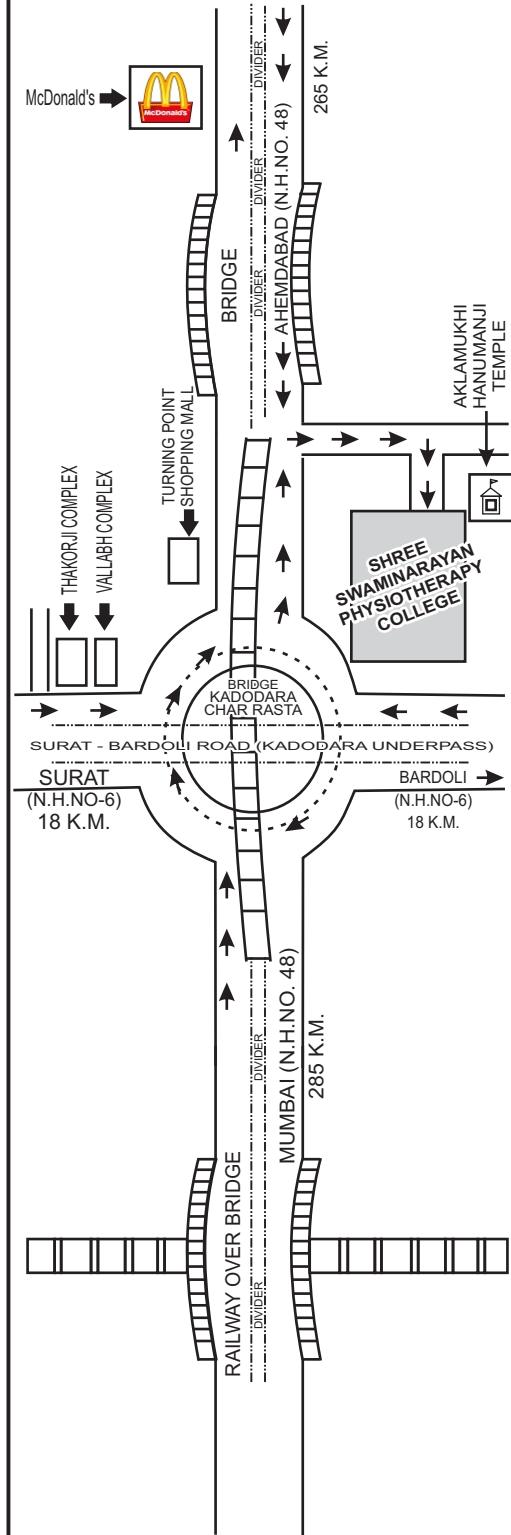 DIVIDER
265 K.M.
McDonald's
McDonald's
DIVIDER
AHEMDABAD (N.H.NO. 48)
BRIDGE
DIVIDER
AKLAMUKHI
HANUMANJI
TEMPLE
TURNING POINT
SHOPPING MALL
THAKORJI COMPLEX
VALLABH COMPLEX
SHREE
SWAMINARAYAN
PHYSIOTHERAPY
COLLEGE
BRIDGE
KADODARA
CHAR RASTA
SURAT - BARDOLI ROAD (KADODARA UNDERPASS)
SURAT
(N.H.NO-6)
18 K.M.
BARDOLI
(N.H.NO-6)
18 K.M.
MUMBAI (N.H.NO. 48)
285 K.M.
DIVIDER
RAILWAY OVER BRIDGE
DIVIDER